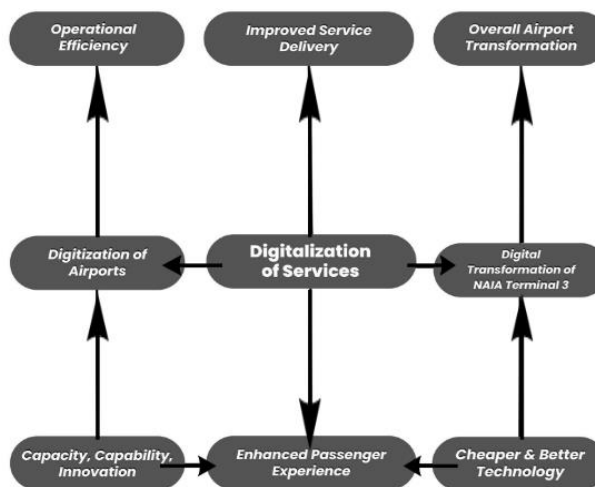 Operational
Efficiency
Improved Service
Delivery
Overall Airport
Transformation
Digitization of
Airports
Digitalization
of Services
Digital
Transformation of
NAIA Terminal 3
Capacity, Capability,
Innovation
Enhanced Passenger
Experience
Cheaper & Better
Technology